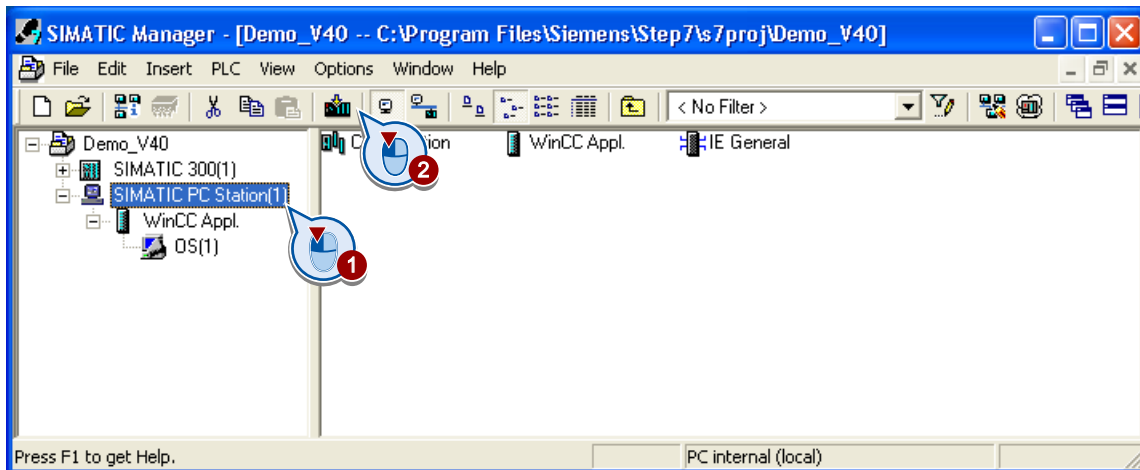 SIMATIC Manager - [Demo_V40 -- C:\Program Files\Siemens\Step7\s7proj\Demo_V40]
File Edit Insert PLC View Options Window Help
< No Filter >
Demo_V40
SIMATIC 300(1)
SIMATIC PC Station(1)
WinCC Appl.
OS(1)
WinCC Appl.
IE General
2
1
Press F1 to get Help.
PC internal (local)